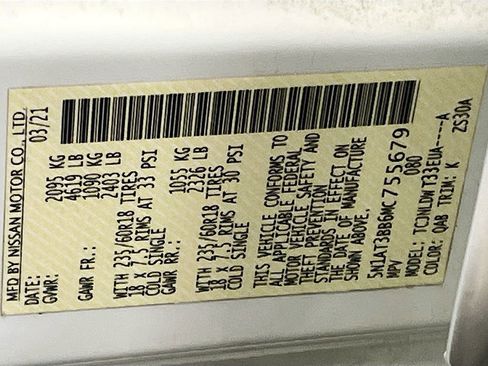 MFD BY NISSAN MOTOR CO., LTD.
DATE: 03/21
GVWR: 2095 KG
4619 LB
GAWR FR.: 1090 KG
2403 LB
WITH 235/60R18 TIRES
18 X 7.5J RIMS AT 33 PSI
COLD SINGLE
GAWR RR.: 1055 KG
2326 LB
WITH 235/60R18 TIRES
18 X 7.5J RIMS AT 30 PSI
COLD SINGLE
THIS VEHICLE CONFORMS TO
ALL APPLICABLE FEDERAL
MOTOR VEHICLE SAFETY AND
THEFT PREVENTION
STANDARDS IN EFFECT ON
THE DATE OF MANUFACTURE
SHOWN ABOVE.
5N1AT3BB6MC755679
MPV 080
MODEL: TCJNLDW T33EUA----A
COLOR: QAB TRIM: K ZS30A